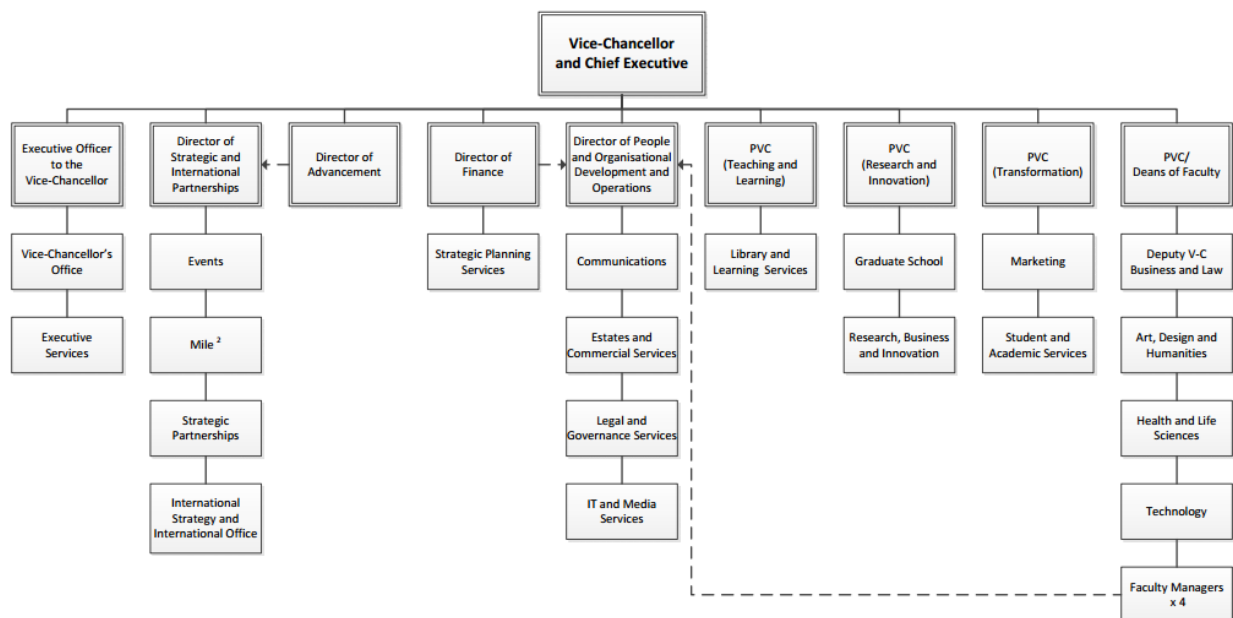 Vice-Chancellor
and Chief Executive
Executive Officer
to the
Vice-Chancellor
Director of
Strategic and
International
Partnerships
Director of
Advancement
Director of
Finance
Director of People
and Organisational
Development and
Operations
PVC
(Teaching and
Learning)
PVC
(Research and
Innovation)
PVC
(Transformation)
PVC/
Deans of Faculty
Vice-Chancellor’s
Office
Events
Strategic Planning
Services
Communications
Library and
Learning Services
Graduate School
Marketing
Deputy V-C
Business and Law
Executive
Services
Mile ²
Estates and
Commercial Services
Research, Business
and Innovation
Student and
Academic Services
Art, Design and
Humanities
Strategic
Partnerships
Legal and
Governance Services
Health and Life
Sciences
International
Strategy and
International Office
IT and Media
Services
Technology
Faculty Managers
x 4